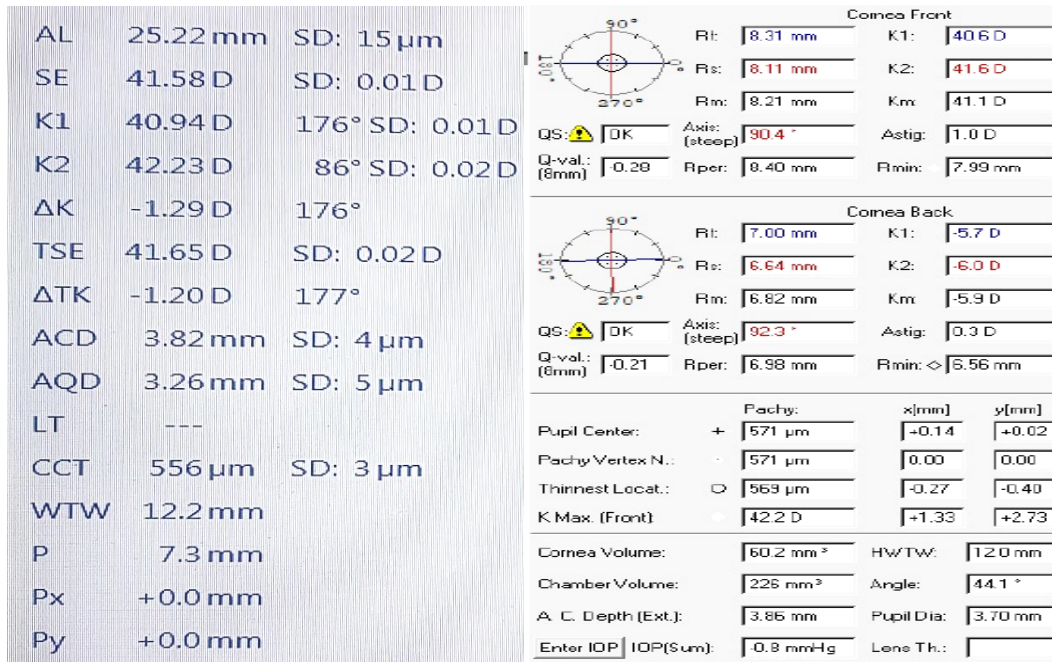 AL 25.22 mm SD: 15 µm
SE 41.58 D SD: 0.01 D
K1 40.94 D 176° SD: 0.01 D
K2 42.23 D 86° SD: 0.02 D
ΔK -1.29 D 176°
TSE 41.65 D SD: 0.02 D
ΔTK -1.20 D 177°
ACD 3.82 mm SD: 4 µm
AQD 3.26 mm SD: 5 µm
LT ---
CCT 556 µm SD: 3 µm
WTW 12.2 mm
P 7.3 mm
Px +0.0 mm
Py +0.0 mm
Cornea Front
90°
180°
0°
270°
Rf: 8.31 mm K1: 40.6 D
Rs: 8.11 mm K2: 41.6 D
Rm: 8.21 mm Km: 41.1 D
QS: OK Axis: (steep) 90.4 ° Astig: 1.0 D
Q-val.: (8mm) -0.28 Rper: 8.40 mm Rmin: 7.99 mm
Cornea Back
90°
180°
0°
270°
Rf: 7.00 mm K1: -5.7 D
Rs: 6.64 mm K2: -6.0 D
Rm: 6.82 mm Km: -5.9 D
QS: OK Axis: (steep) 92.3 ° Astig: 0.3 D
Q-val.: (8mm) -0.21 Rper: 6.98 mm Rmin: 6.56 mm
Pachy: x[mm] y[mm]
Pupil Center: + 571 µm +0.14 +0.02
Pachy Vertex N.: 571 µm 0.00 0.00
Thinnest Locat.: 569 µm -0.27 -0.40
K Max. (Front): 42.2 D +1.33 +2.73
Cornea Volume: 60.2 mm³ HWTW: 12.0 mm
Chamber Volume: 226 mm³ Angle: 44.1 °
A. C. Depth (Ext.): 3.86 mm Pupil Dia: 3.70 mm
Enter IOP IOP(Sum): -0.8 mmHg Lens Th.: